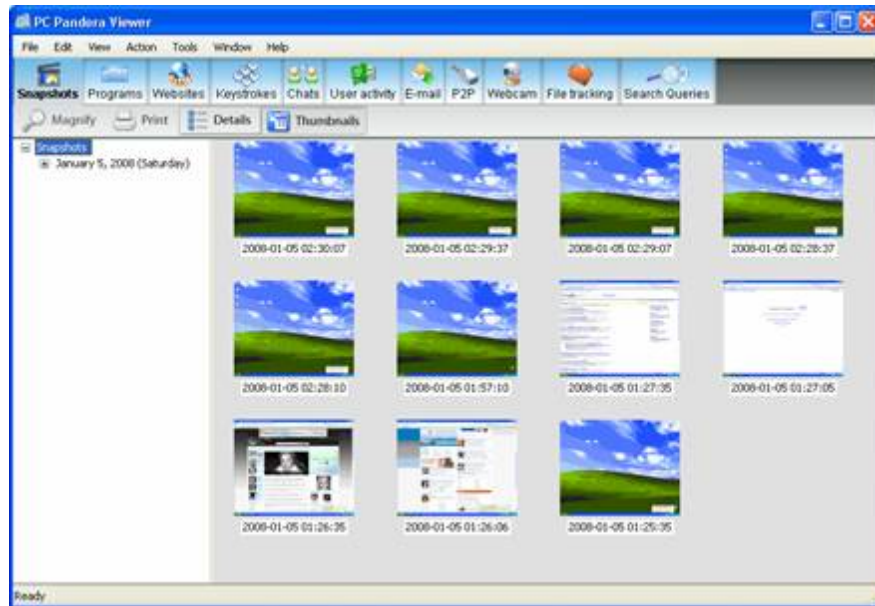 PC Pandora Viewer
File Edit View Action Tools Window Help
Snapshots Programs Websites Keystrokes Chats User activity E-mail P2P Webcam File tracking Search Queries
Magnify Print Details Thumbnails
Snapshots
January 5, 2008 (Saturday)
2008-01-05 02:30:07 2008-01-05 02:29:37 2008-01-05 02:29:07 2008-01-05 02:28:37
2008-01-05 02:28:10 2008-01-05 01:57:10 2008-01-05 01:27:35 2008-01-05 01:27:05
2008-01-05 01:26:35 2008-01-05 01:26:06 2008-01-05 01:25:35
Ready